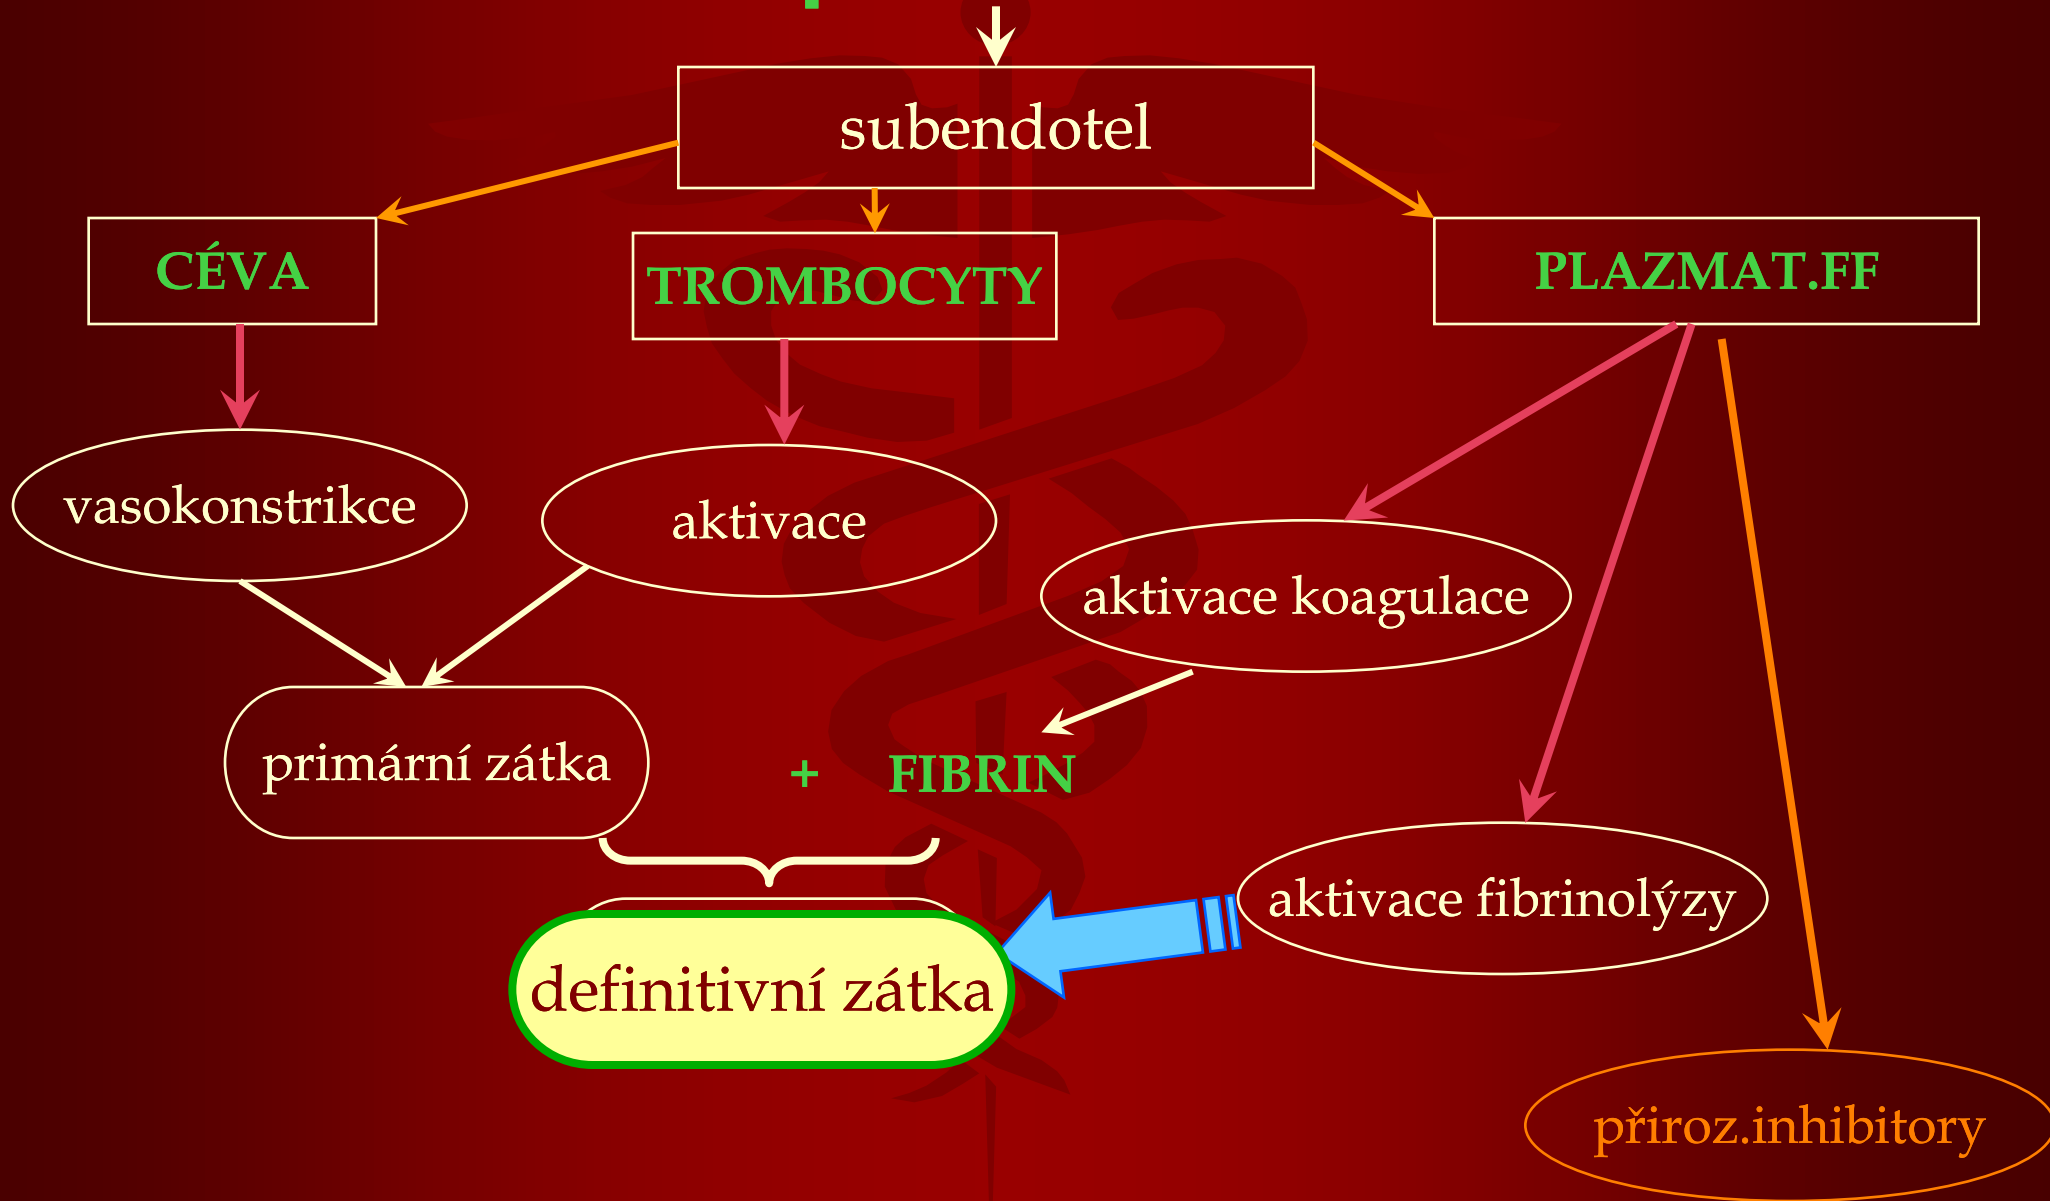 subendotel
CÉVA
TROMBOCYTY
PLAZMAT.FF
vasokonstrikce
aktivace
aktivace koagulace
primární zátka
+ FIBRIN
aktivace fibrinolýzy
definitivní zátka
přiroz.inhibitory